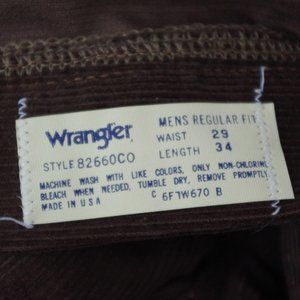 Wrangler
MENS REGULAR FIT
WAIST 29
STYLE 82660CO
LENGTH 34
MACHINE WASH WITH LIKE COLORS, ONLY NON-CHLORINE
BLEACH WHEN NEEDED, TUMBLE DRY, REMOVE PROMPTLY
MADE IN U S A C 6F7W670 B